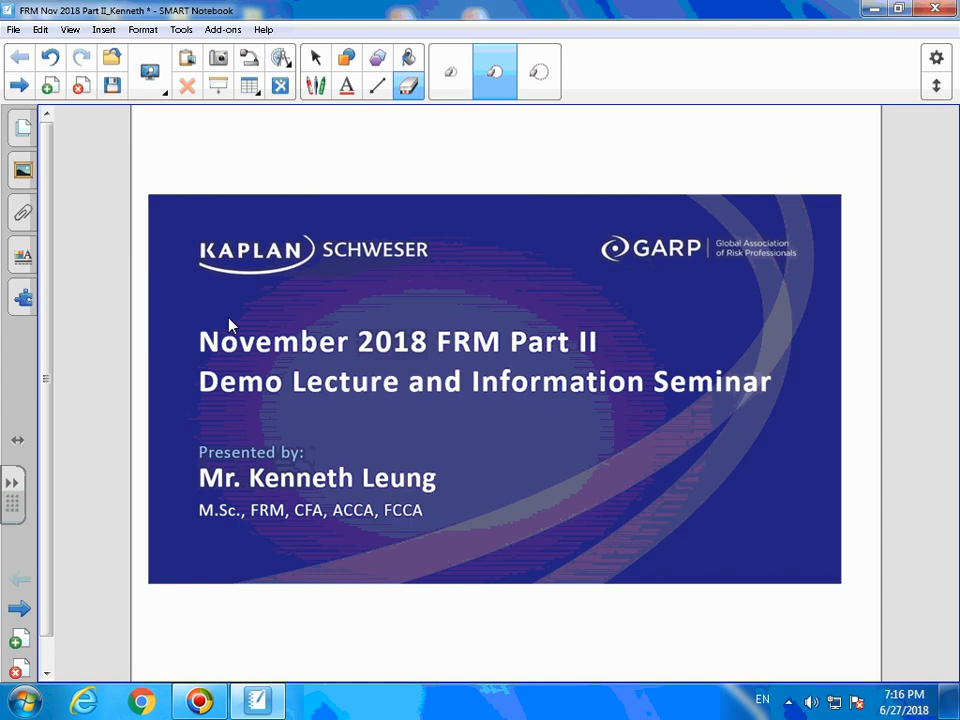 FRM Nov 2018 Part II_Kenneth * - SMART Notebook
File Edit View Insert Format Tools Add-ons Help
KAPLAN SCHWESER
GARP Global Association
of Risk Professionals
November 2018 FRM Part II
Demo Lecture and Information Seminar
Presented by:
Mr. Kenneth Leung
M.Sc., FRM, CFA, ACCA, FCCA
EN
7:16 PM
6/27/2018